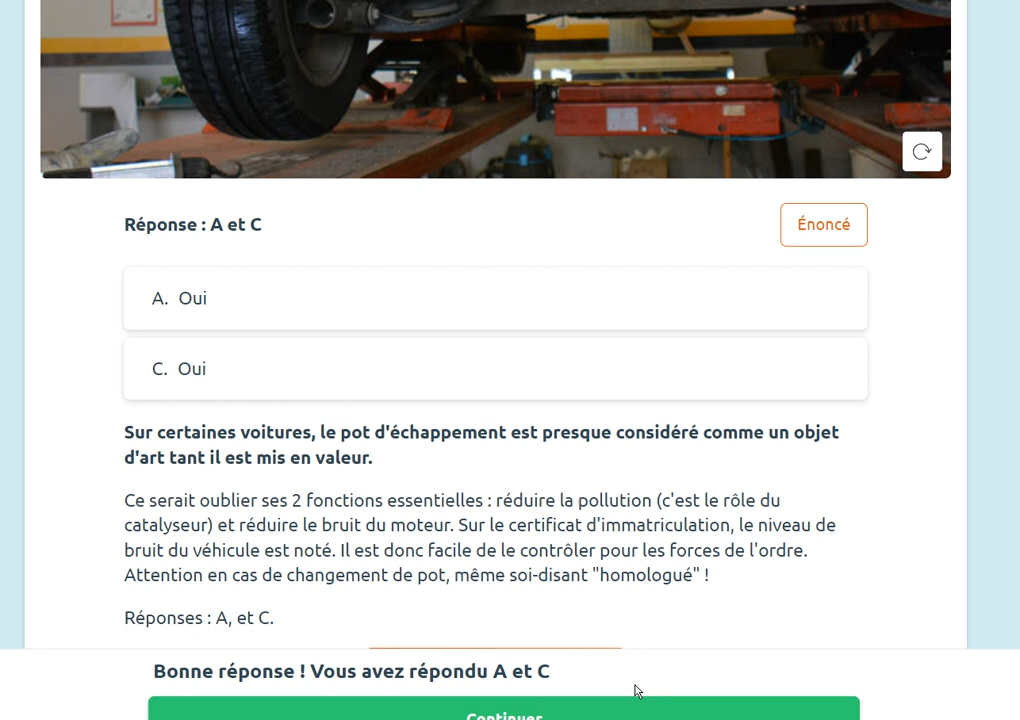 Réponse : A et C
Énoncé
A. Oui
C. Oui
Sur certaines voitures, le pot d'échappement est presque considéré comme un objet
d'art tant il est mis en valeur.
Ce serait oublier ses 2 fonctions essentielles : réduire la pollution (c'est le rôle du
catalyseur) et réduire le bruit du moteur. Sur le certificat d'immatriculation, le niveau de
bruit du véhicule est noté. Il est donc facile de le contrôler pour les forces de l'ordre.
Attention en cas de changement de pot, même soi-disant "homologué" !
Réponses : A, et C.
Bonne réponse ! Vous avez répondu A et C
Continuer